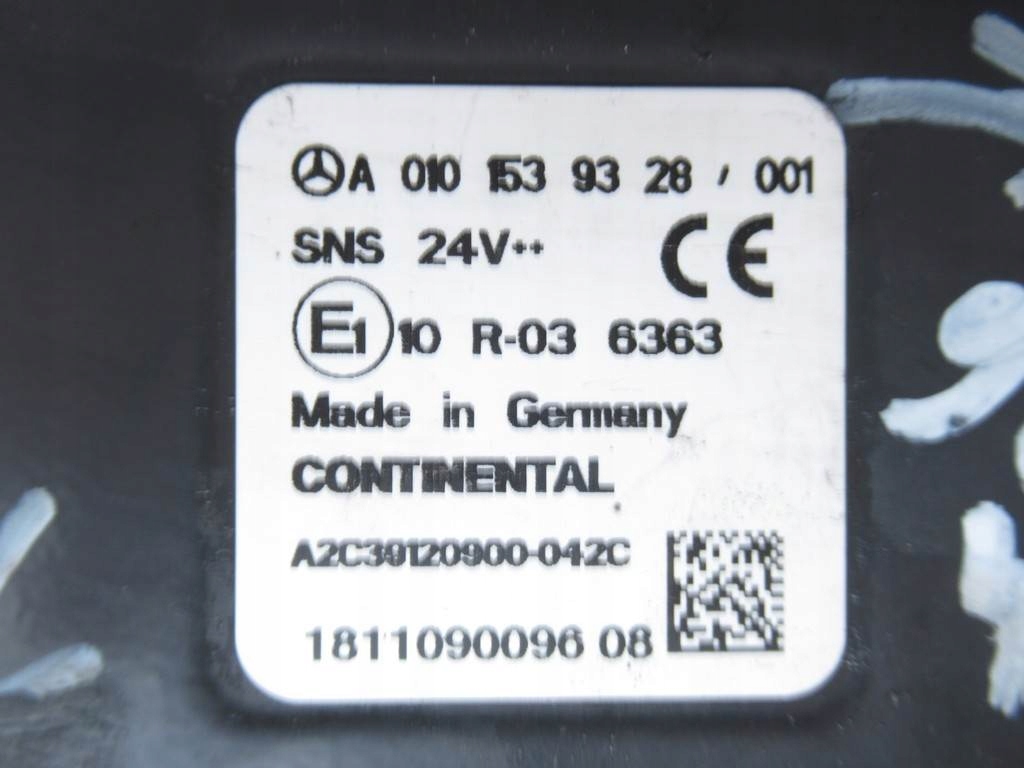 A 010 153 93 28 / 001
SNS 24V++
CE
E1 10 R-03 6363
Made in Germany
CONTINENTAL
A2C39120900-042C
1811090096 08